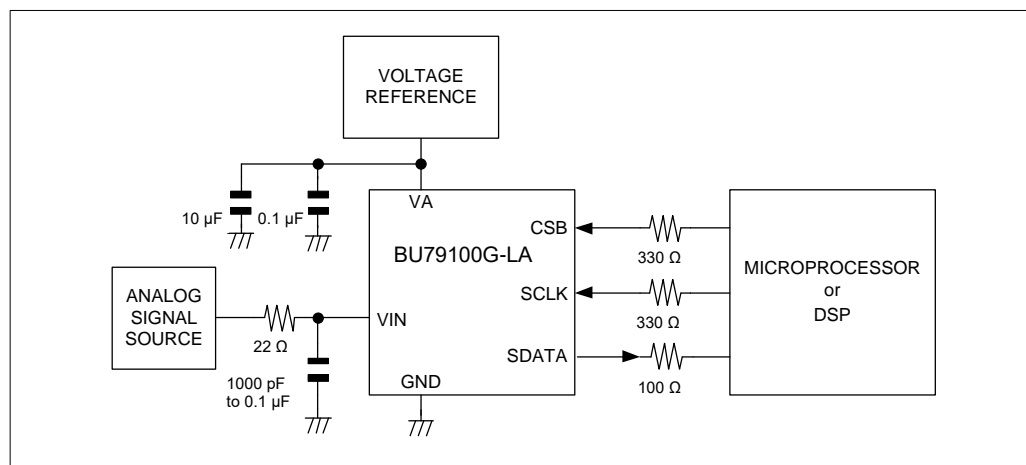 VOLTAGE
REFERENCE
10 µF
0.1 µF
VA
CSB
330 Ω
BU79100G-LA
MICROPROCESSOR
or
DSP
ANALOG
SIGNAL
SOURCE
22 Ω
VIN
SCLK
330 Ω
SDATA
100 Ω
1000 pF
to 0.1 µF
GND